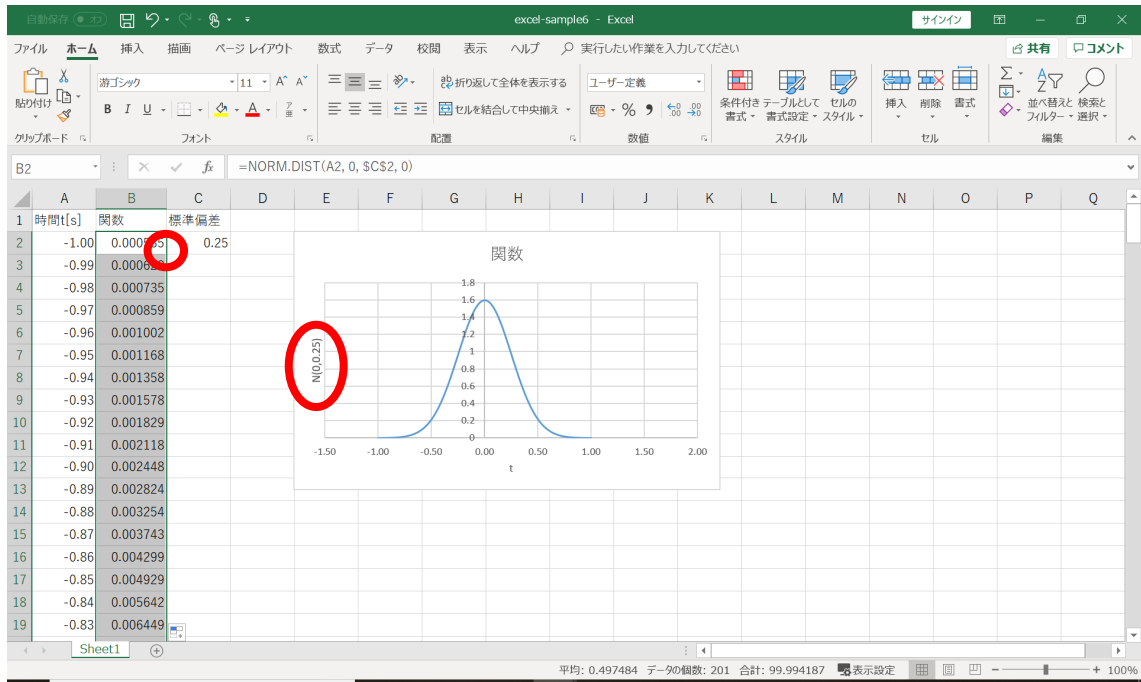 自動保存 オフ excel-sample6 - Excel サインイン
ファイル ホーム 挿入 描画 ページ レイアウト 数式 データ 校閲 表示 ヘルプ 実行したい作業を入力してください 共有 コメント
貼り付け 游ゴシック 11 A A ab 折り返して全体を表示する ユーザー定義 条件付き書式 テーブルとして書式設定 セルのスタイル 挿入 削除 書式 並べ替えとフィルター 検索と選択
B I U A セルを結合して中央揃え % 9 .00
クリップボード フォント 配置 数値 スタイル セル 編集
B2 fx =NORM.DIST(A2, 0, $C$2, 0)
A B C D E F G H I J K L M N O P Q
1 時間t[s] 関数 標準偏差
2 -1.00 0.25
3 -0.99
4 -0.98 0.000735
5 -0.97 0.000859
6 -0.96 0.001002
7 -0.95 0.001168
8 -0.94 0.001358
9 -0.93 0.001578
10 -0.92 0.001829
11 -0.91 0.002118
12 -0.90 0.002448
13 -0.89 0.002824
14 -0.88 0.003254
15 -0.87 0.003743
16 -0.86 0.004299
17 -0.85 0.004929
18 -0.84 0.005642
19 -0.83 0.006449
関数
N(0,0.25)
1.8
1.6
1.4
1.2
1
0.8
0.6
0.4
0.2
0
-1.50 -1.00 -0.50 0.00 0.50 1.00 1.50 2.00
t
Sheet1
平均: 0.497484 データの個数: 201 合計: 99.994187 表示設定 100%